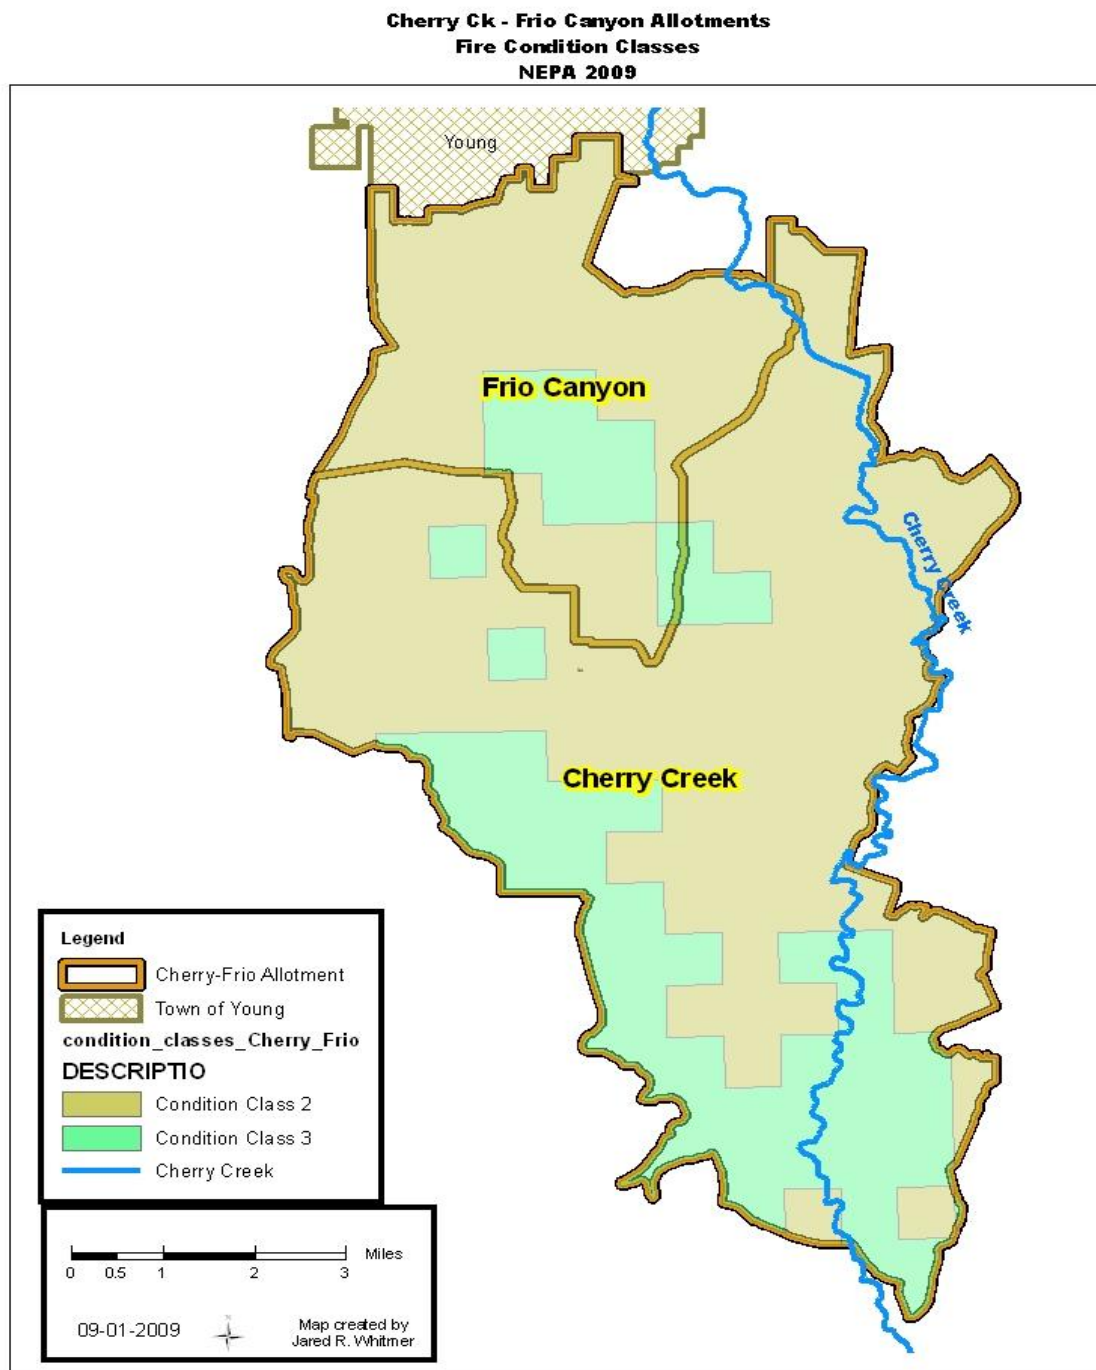 Cherry Ck - Frio Canyon Allotments
Fire Condition Classes
NEPA 2009
Young
Frio Canyon
Cherry Creek
Cherry Creek
Legend
Cherry-Frio Allotment
Town of Young
condition_classes_Cherry_Frio
DESCRIPTIO
Condition Class 2
Condition Class 3
Cherry Creek
Miles
0 0.5 1 2 3
09-01-2009
Map created by
Jared R. Whitmer